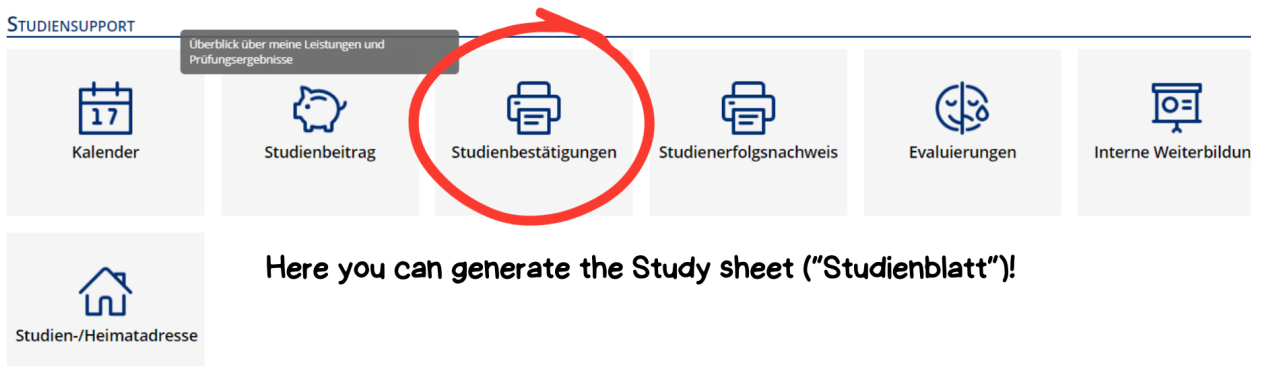 STUDIENSUPPORT
Überblick über meine Leistungen und
Prüfungsergebnisse
17
Kalender
Studienbeitrag
Studienbestätigungen
Studienerfolgsnachweis
Evaluierungen
Interne Weiterbildun
Here you can generate the Study sheet ("Studienblatt")!
Studien-/Heimatadresse